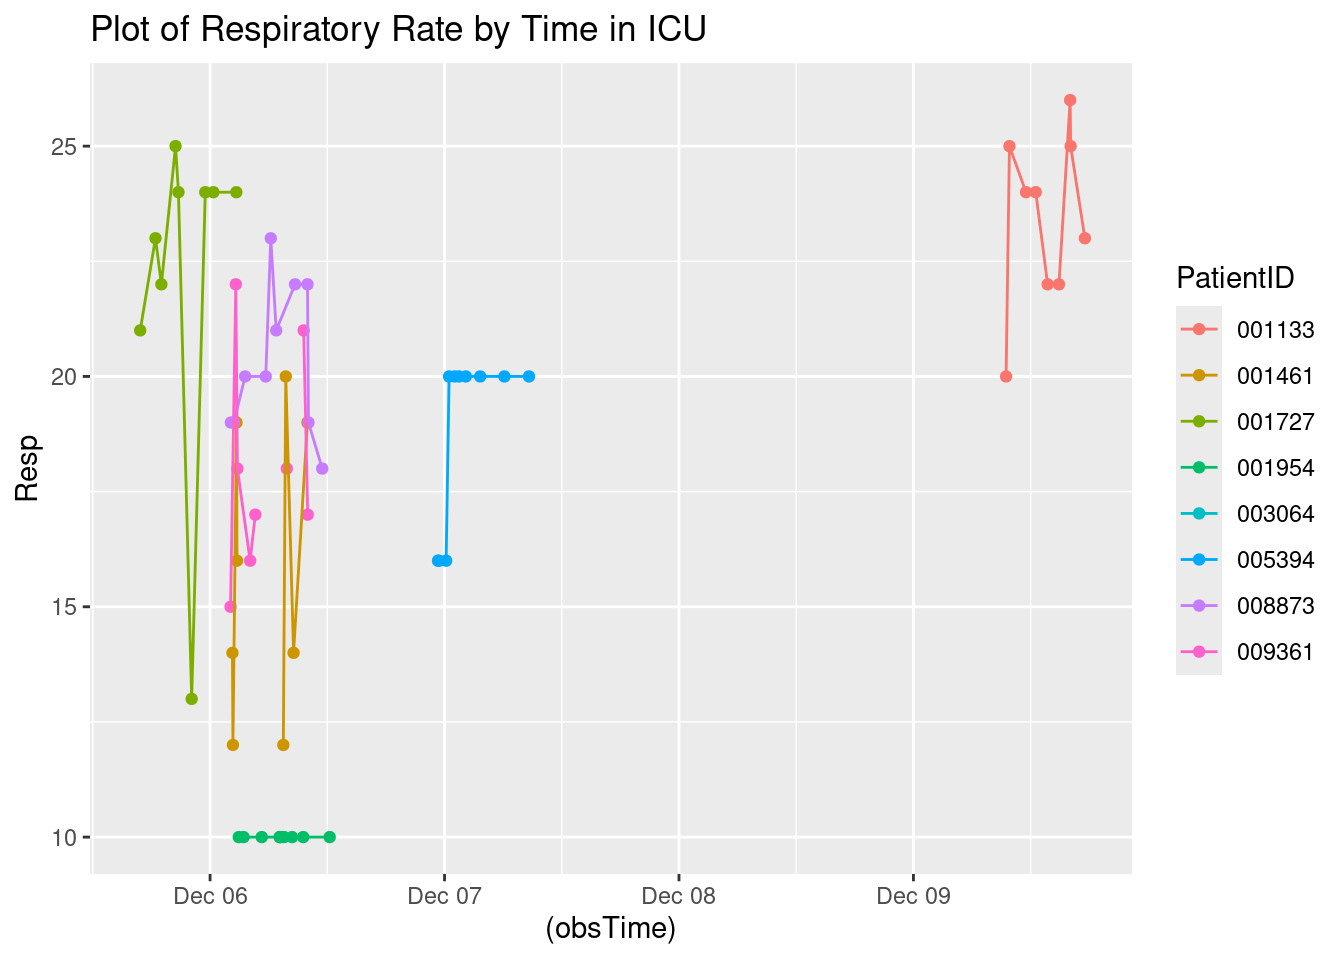 Plot of Respiratory Rate by Time in ICU
25
20
15
10
Resp
Dec 06 Dec 07 Dec 08 Dec 09
(obsTime)
PatientID
001133
001461
001727
001954
003064
005394
008873
009361